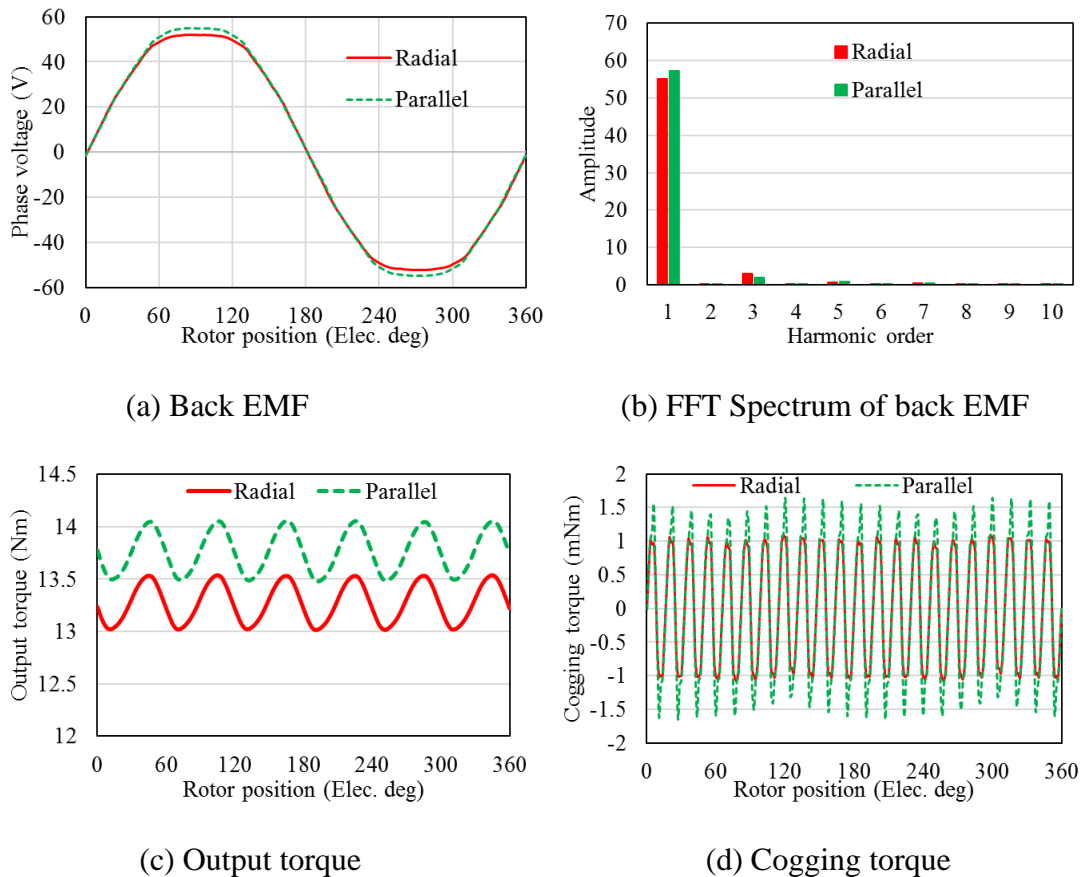 60
40
20
0
-20
-40
-60
Phase voltage (V)
Radial
Parallel
0 60 120 180 240 300 360
Rotor position (Elec. deg)
(a) Back EMF
70
60
50
40
30
20
10
0
Amplitude
Radial
Parallel
1 2 3 4 5 6 7 8 9 10
Harmonic order
(b) FFT Spectrum of back EMF
14.5
14
13.5
13
12.5
12
Output torque (Nm)
Radial Parallel
0 60 120 180 240 300 360
Rotor position (Elec. deg)
(c) Output torque
2
1.5
1
0.5
0
-0.5
-1
-1.5
-2
Cogging torque (mNm)
Radial Parallel
0 60 120 180 240 300 360
Rotor position (Elec. deg)
(d) Cogging torque